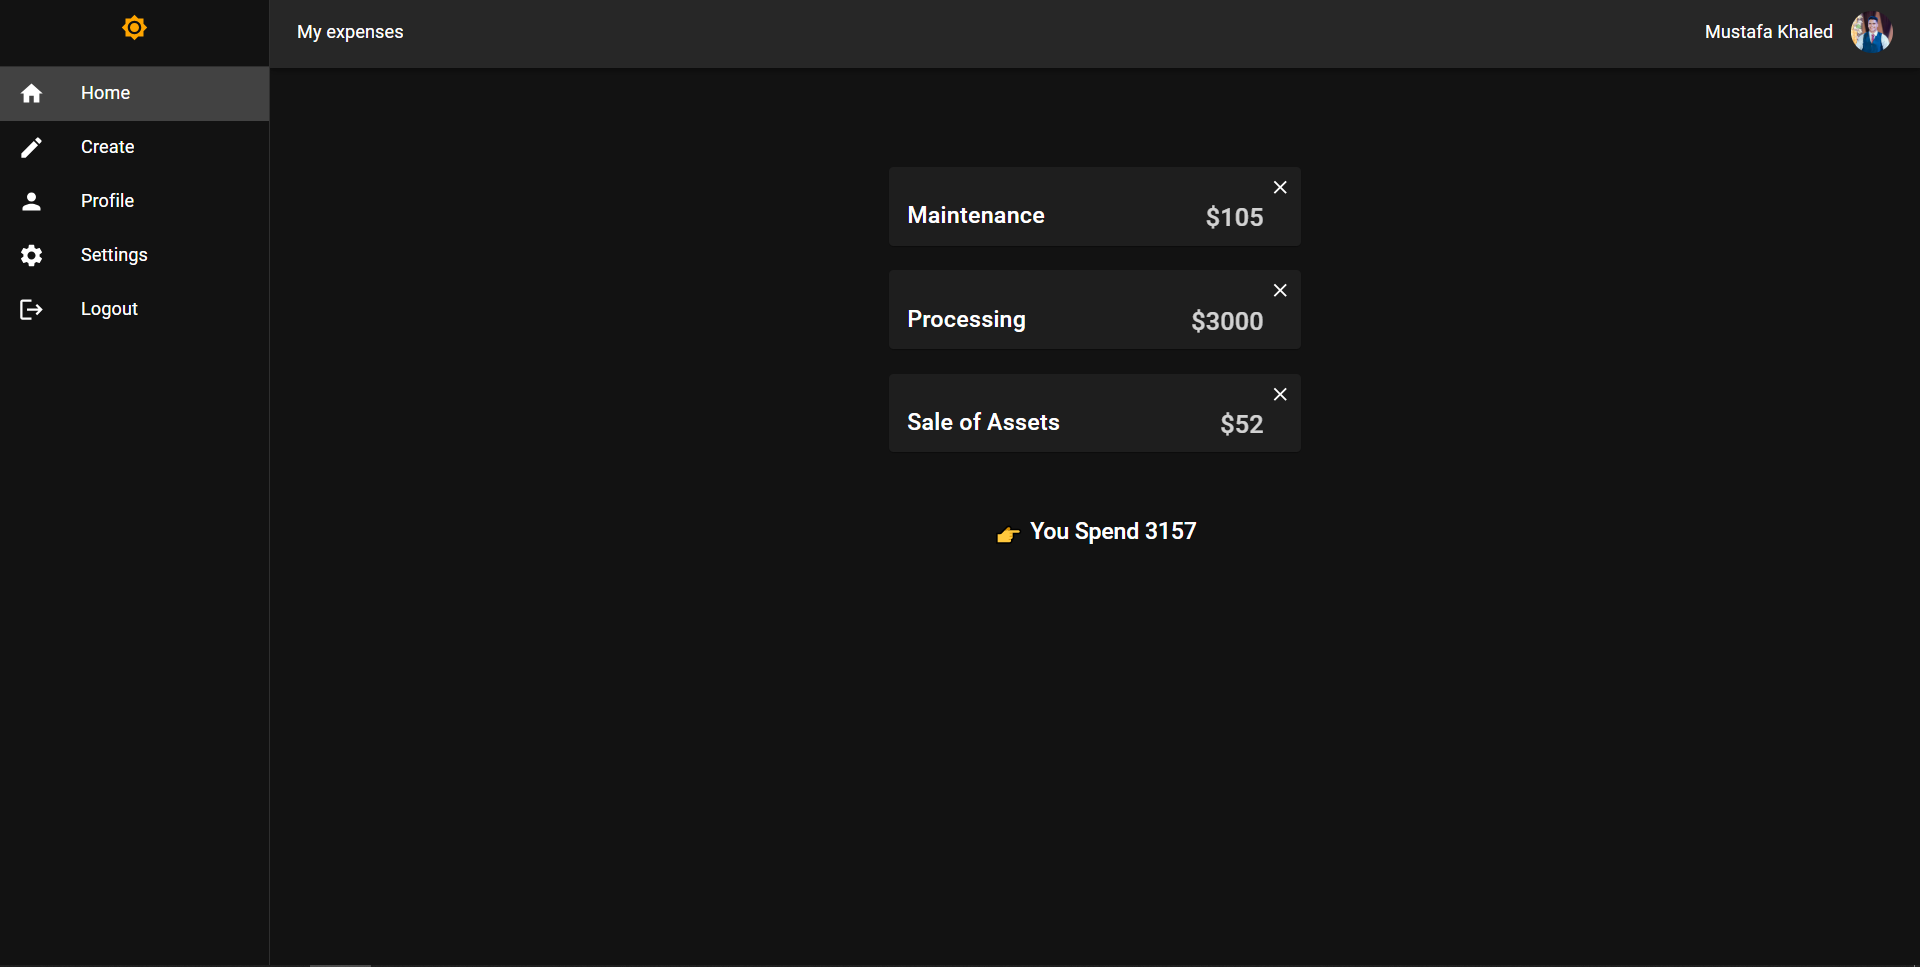 My expenses
Mustafa Khaled
Home
Create
Profile
Settings
Logout
Maintenance
$105
Processing
$3000
Sale of Assets
$52
👉 You Spend 3157